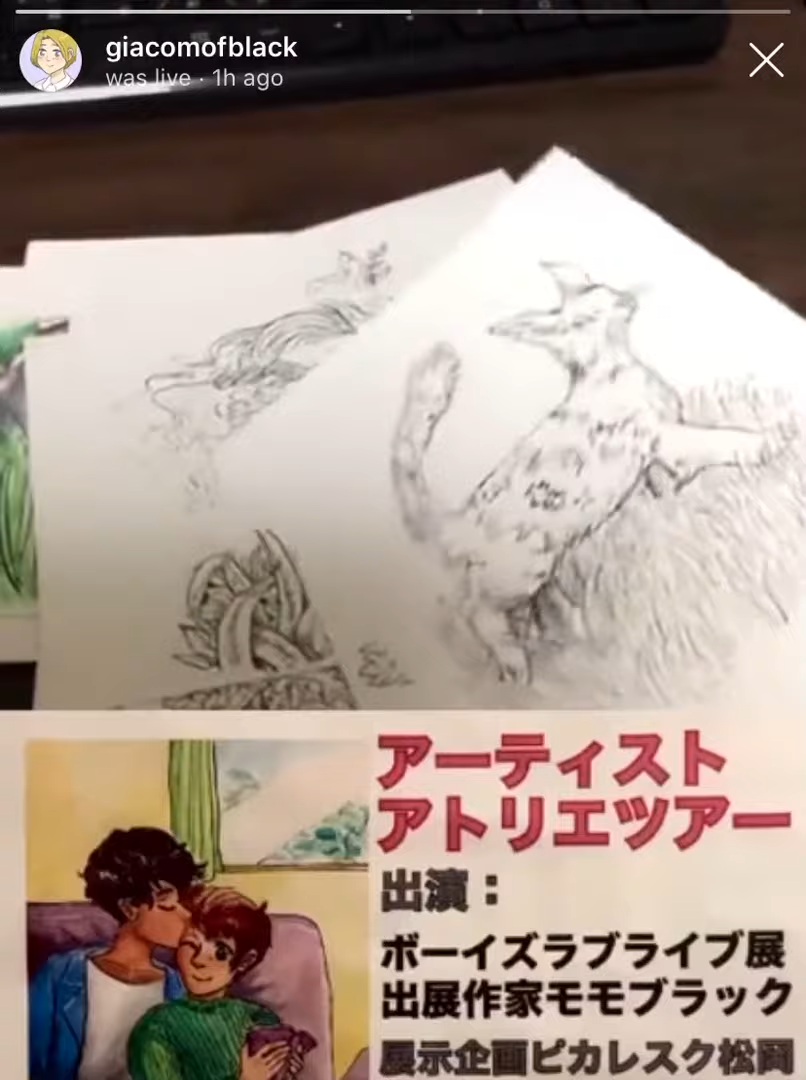 giacomofblack
was live · 1h ago
アーティスト
アトリエツアー
出演：
ボーイズラブライブ展
出展作家モモブラック
展示企画ピカレスク松岡